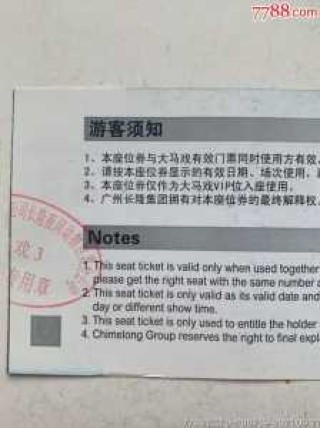 7788.com
游客须知
1、本座位券与大马戏有效门票同时使用方有效,
2、请按本座位券显示的有效日期、场次使用,
3、本座位券仅作为大马戏VIP位入座使用。
4、广州长隆集团拥有对本座位券的最终解释权。
戏3
专用章
Notes
1. This seat ticket is valid only when used together
please get the right seat with the same number
2. This seat ticket is only valid as its valid date and
day or different show time.
3. This seat ticket is only used to entitle the holder
4. Chimelong Group reserves the right to final expl